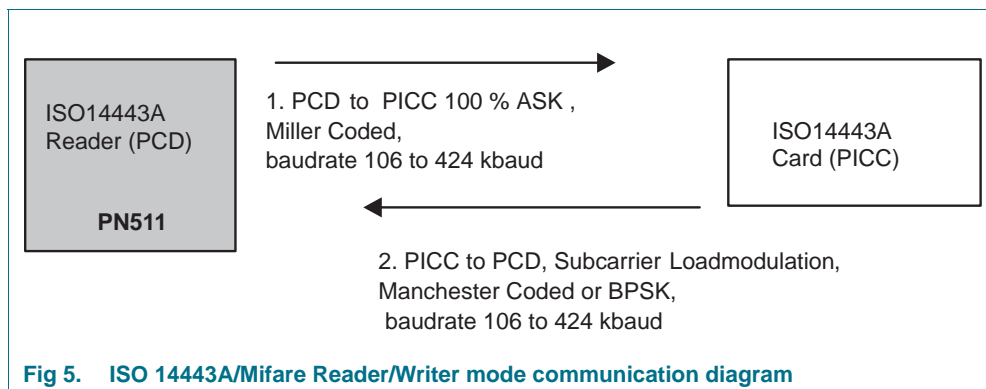 ISO14443A
Reader (PCD)
PN511
1. PCD to PICC 100 % ASK ,
Miller Coded,
baudrate 106 to 424 kbaud
ISO14443A
Card (PICC)
2. PICC to PCD, Subcarrier Loadmodulation,
Manchester Coded or BPSK,
baudrate 106 to 424 kbaud
Fig 5. ISO 14443A/Mifare Reader/Writer mode communication diagram